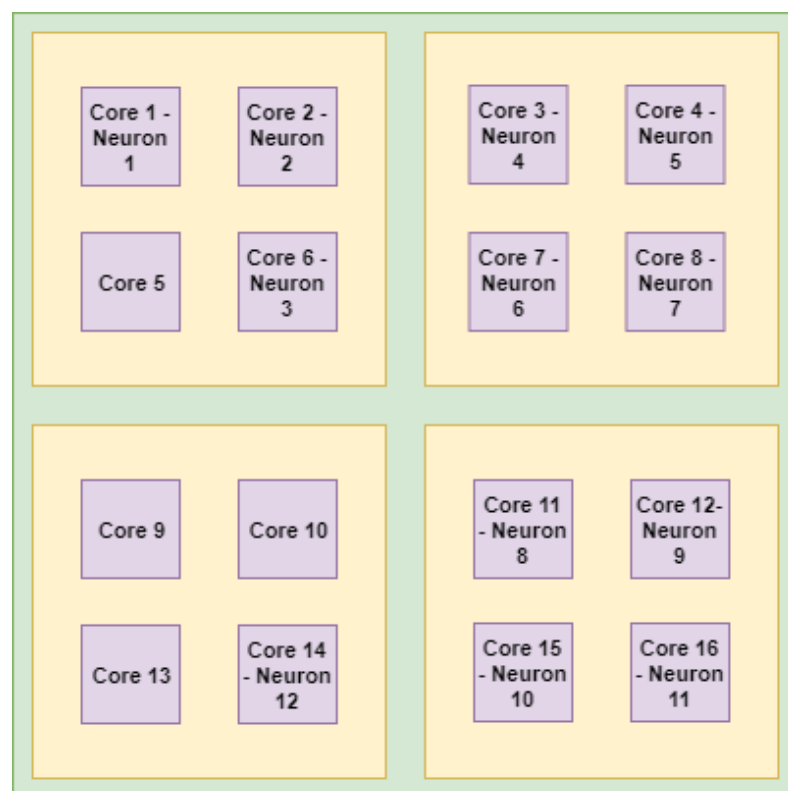 Core 1 -
Neuron
1
Core 2 -
Neuron
2
Core 5
Core 6 -
Neuron
3
Core 3 -
Neuron
4
Core 4 -
Neuron
5
Core 7 -
Neuron
6
Core 8 -
Neuron
7
Core 9
Core 10
Core 13
Core 14
- Neuron
12
Core 11
- Neuron
8
Core 12-
Neuron
9
Core 15
- Neuron
10
Core 16
- Neuron
11